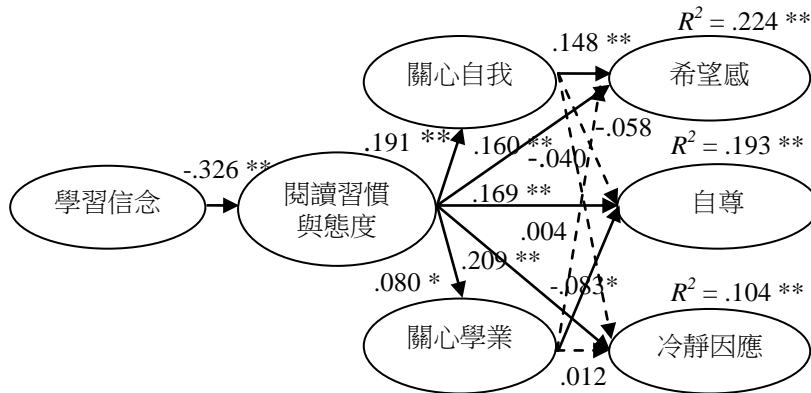 R² = .224 **
.148 **
關心自我
希望感
.191 **
.160 **
-.058
-.040
R² = .193 **
-.326 **
學習信念
閱讀習慣
與態度
.169 **
自尊
.004
.209 **
.080 *
-.083*
R² = .104 **
關心學業
冷靜因應
.012